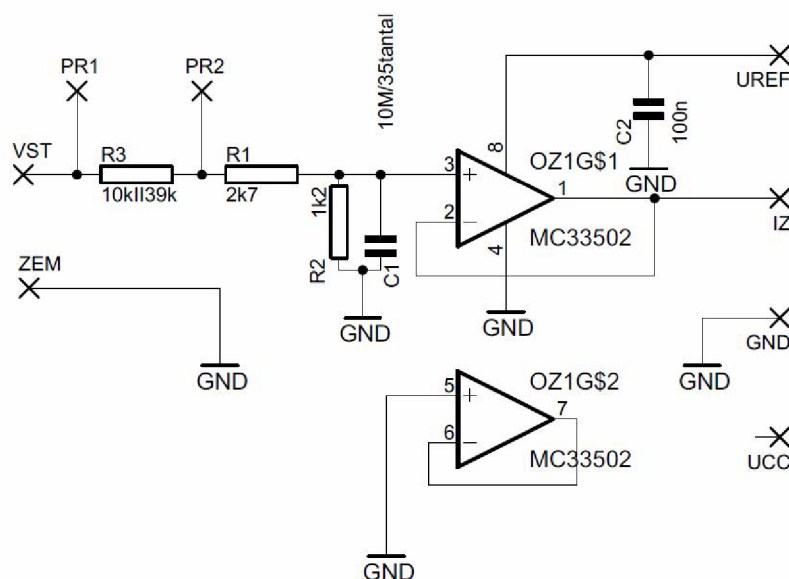 10M/35tantal
PR1
PR2
UREF
VST
R3
R1
10kII39k
2k7
1k2
R2
C1
C2
100n
GND
3
+
2
-
8
4
1
OZ1G$1
MC33502
IZ
ZEM
GND
GND
GND
GND
GND
5
+
6
-
7
OZ1G$2
MC33502
UCC
GND